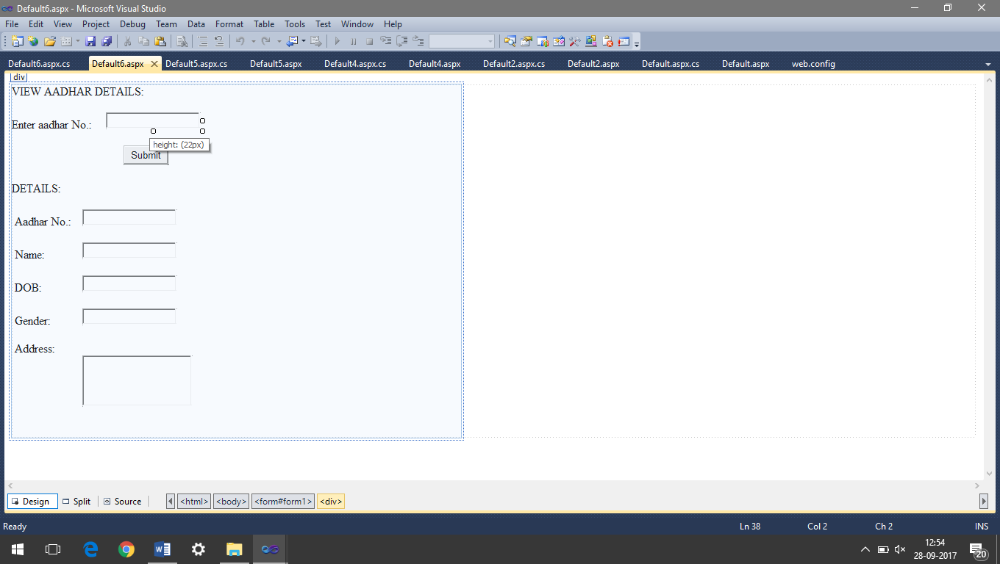 Default6.aspx - Microsoft Visual Studio
File Edit View Project Debug Team Data Format Table Tools Test Window Help
Default6.aspx.cs Default6.aspx Default5.aspx.cs Default5.aspx Default4.aspx.cs Default4.aspx Default2.aspx.cs Default2.aspx Default.aspx.cs Default.aspx web.config
div
VIEW AADHAR DETAILS:
Enter aadhar No.:
height: (22px)
Submit
DETAILS:
Aadhar No.:
Name:
DOB:
Gender:
Address:
Design Split Source <html> <body> <form#form1> <div>
Ready Ln 38 Col 2 Ch 2 INS
12:54
28-09-2017
20